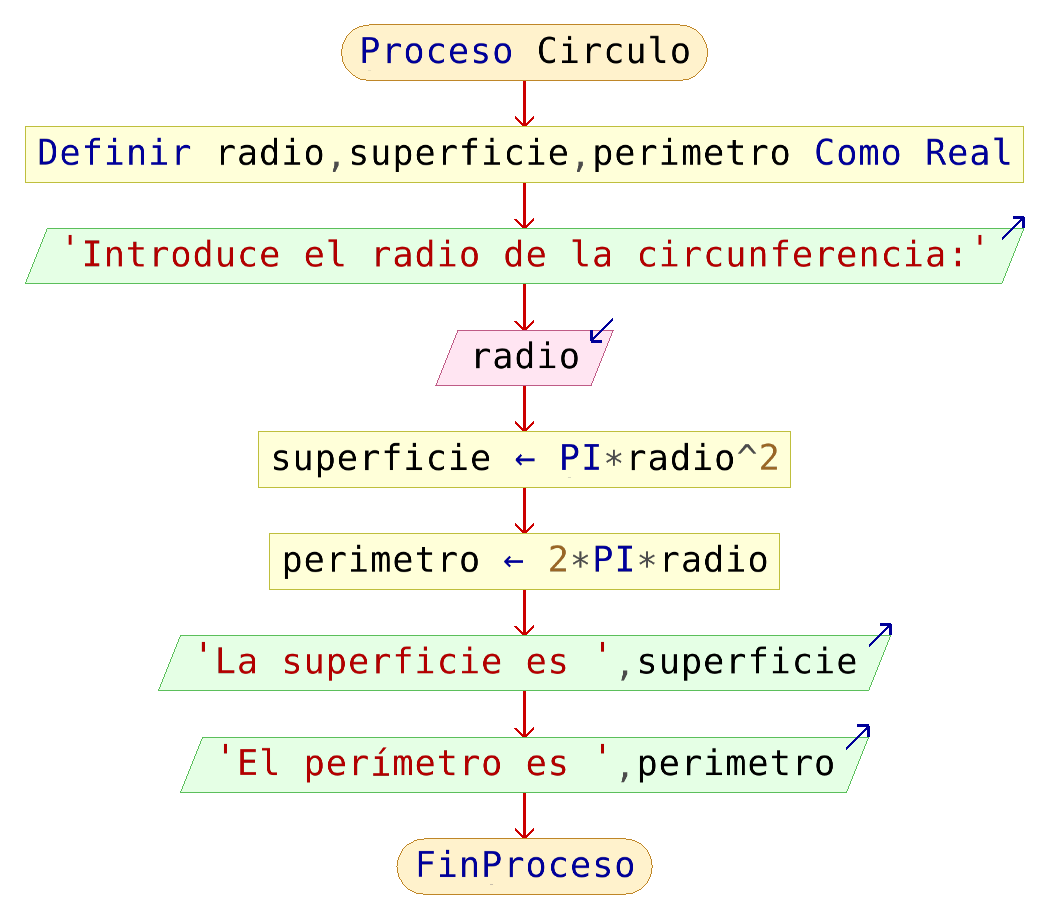 Proceso Circulo
Definir radio,superficie,perimetro Como Real
'Introduce el radio de la circunferencia:'
radio
superficie ← PI*radio^2
perimetro ← 2*PI*radio
'La superficie es ',superficie
'El perímetro es ',perimetro
FinProceso